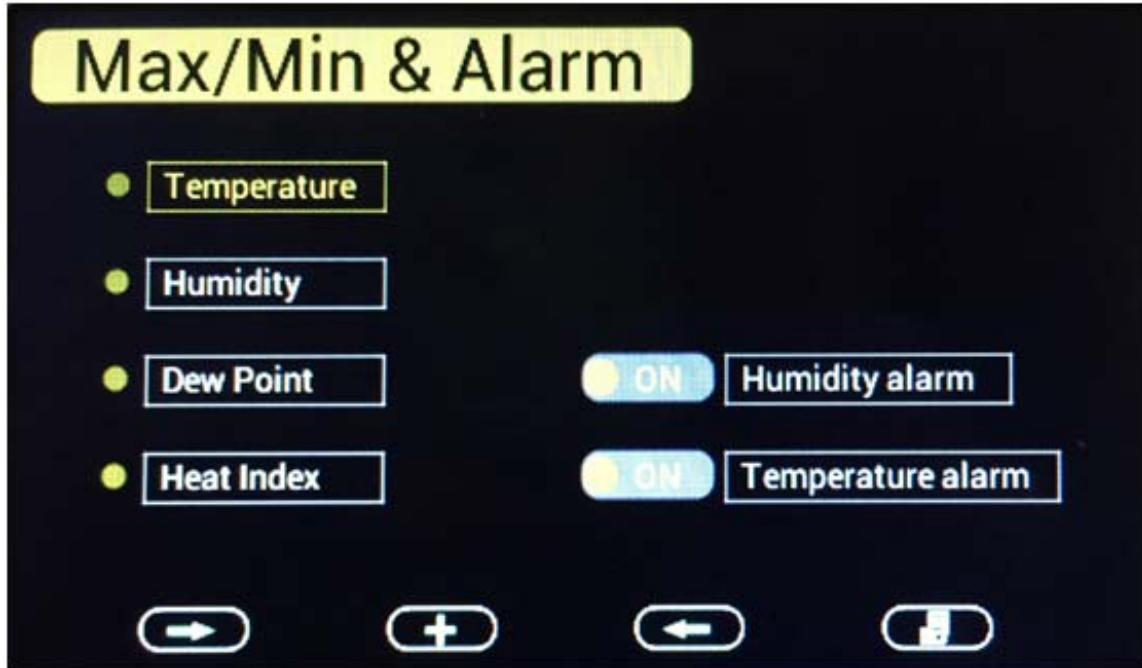 Max/Min & Alarm
Temperature
Humidity
Dew Point
ON Humidity alarm
Heat Index
ON Temperature alarm